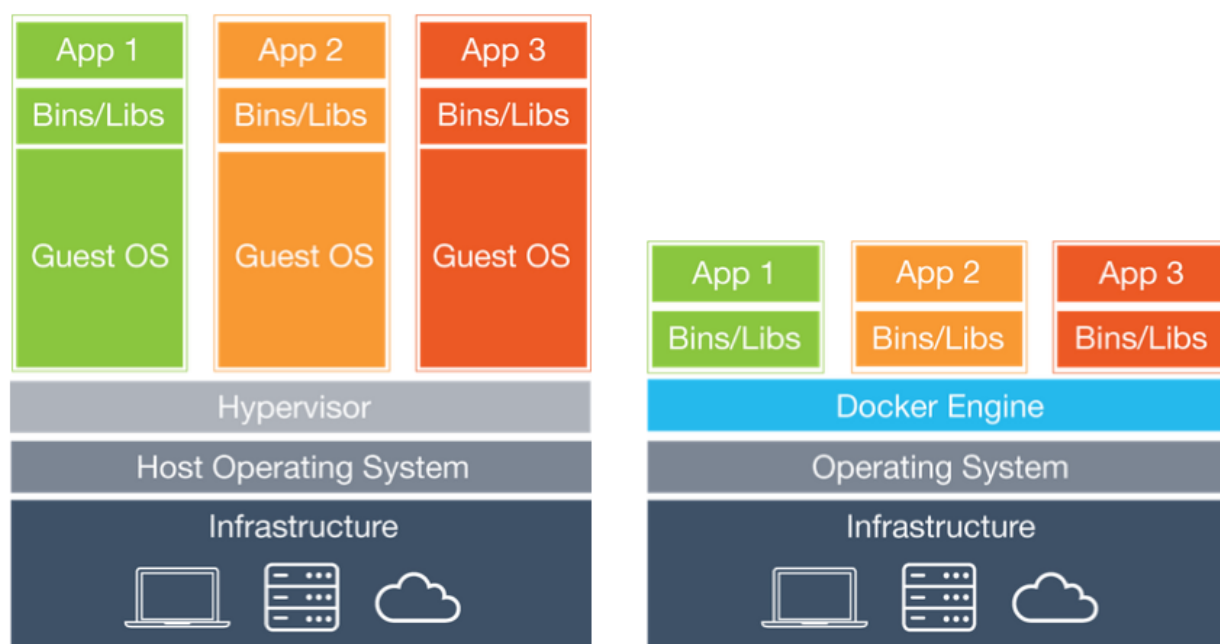 App 1
App 2
App 3
Bins/Libs
Bins/Libs
Bins/Libs
Guest OS
Guest OS
Guest OS
Hypervisor
Host Operating System
Infrastructure
App 1
App 2
App 3
Bins/Libs
Bins/Libs
Bins/Libs
Docker Engine
Operating System
Infrastructure